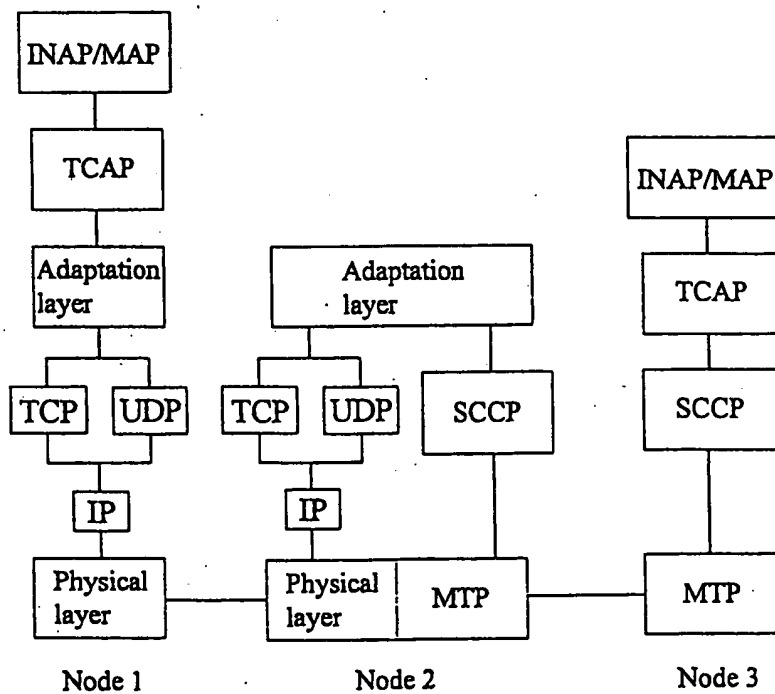 INAP/MAP
TCAP
Adaptation
layer
TCP
UDP
IP
Physical
layer
Node 1
Adaptation
layer
TCP
UDP
SCCP
IP
Physical
layer
MTP
Node 2
INAP/MAP
TCAP
SCCP
MTP
Node 3